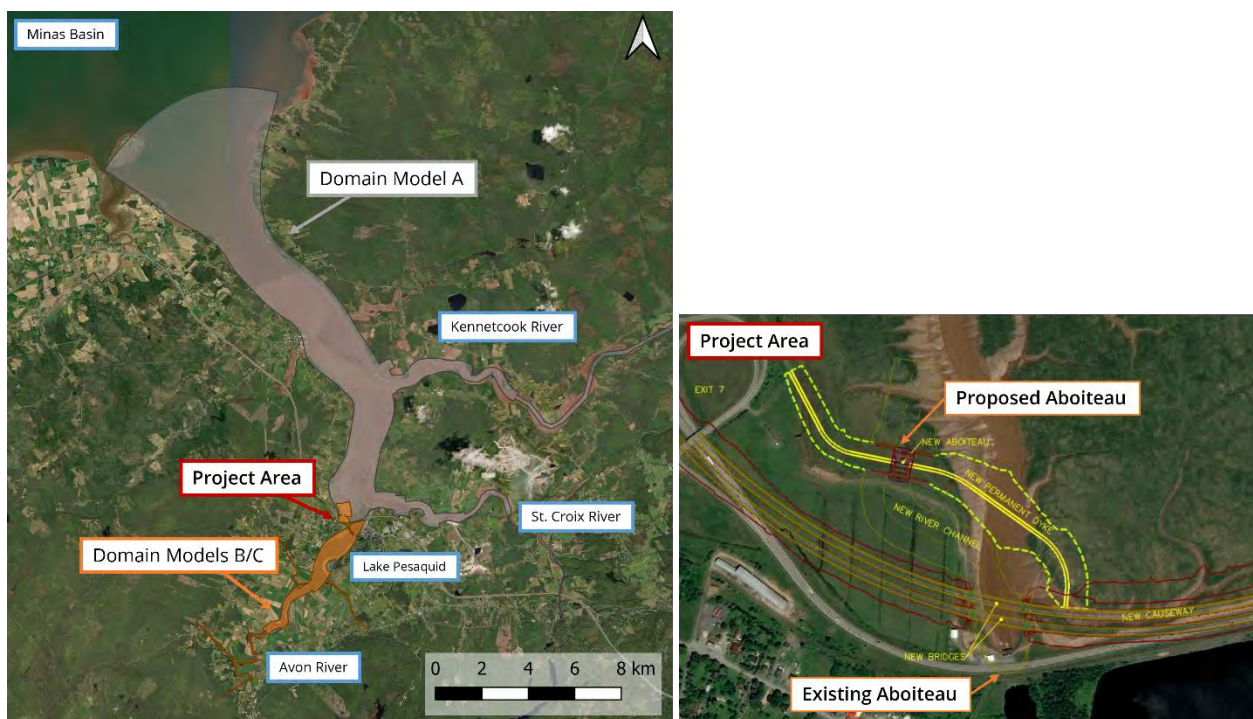 Minas Basin
Domain Model A
Kennetcook River
Project Area
St. Croix River
Domain Models B/C
Lake Pesaquid
Avon River
0 2 4 6 8 km
Project Area
EXIT 7
Proposed Aboiteau
NEW ABOITEAU
NEW PERMANENT DYKE
NEW RIVER CHANNEL
NEW CAUSEWAY
NEW BRIDGES
Existing Aboiteau